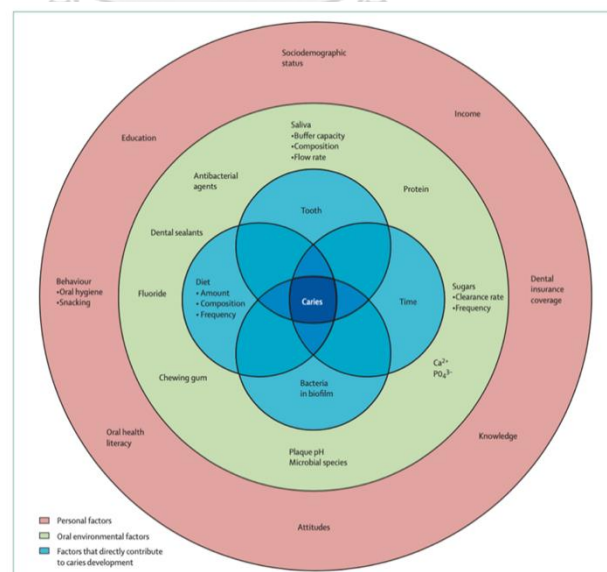 Sociodemographic
status
Education
Income
Saliva
•Buffer capacity
•Composition
•Flow rate
Antibacterial
agents
Protein
Tooth
Dental sealants
Behaviour
•Oral hygiene
•Snacking
Fluoride
Diet
• Amount
• Composition
• Frequency
Caries
Time
Sugars
•Clearance rate
•Frequency
Dental
insurance
coverage
Ca²⁺
PO₄³⁻
Chewing gum
Bacteria
in biofilm
Oral health
literacy
Plaque pH
Microbial species
Knowledge
Attitudes
Personal factors
Oral environmental factors
Factors that directly contribute
to caries development